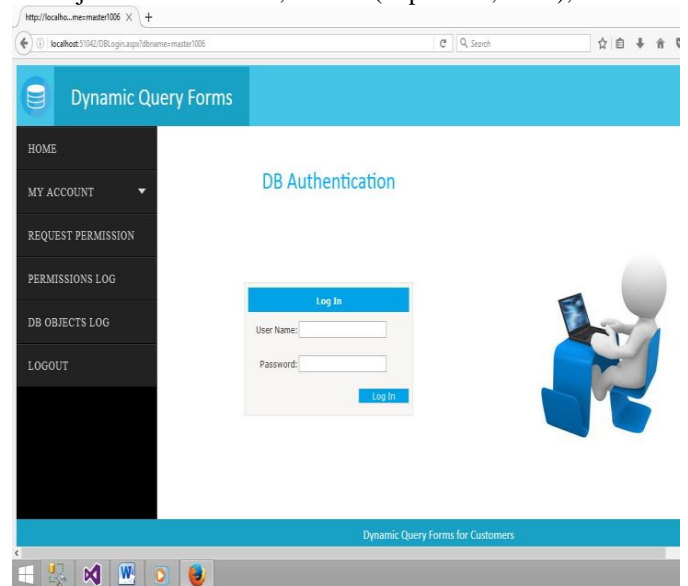 http://localho...me=master1006
localhost:51042/DBLogin.aspx?dbname=master1006
Search
Dynamic Query Forms
HOME
MY ACCOUNT
REQUEST PERMISSION
PERMISSIONS LOG
DB OBJECTS LOG
LOGOUT
DB Authentication
Log In
User Name:
Password:
Log In
Dynamic Query Forms for Customers